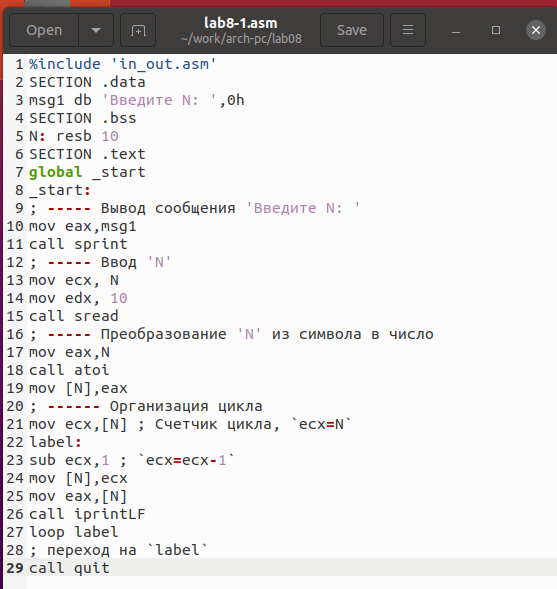 Open
lab8-1.asm
~/work/arch-pc/lab08
Save
1 %include 'in_out.asm'
2 SECTION .data
3 msg1 db 'Введите N: ',0h
4 SECTION .bss
5 N: resb 10
6 SECTION .text
7 global _start
8 _start:
9 ; ----- Вывод сообщения 'Введите N: '
10 mov eax,msg1
11 call sprint
12 ; ----- Ввод 'N'
13 mov ecx, N
14 mov edx, 10
15 call sread
16 ; ----- Преобразование 'N' из символа в число
17 mov eax,N
18 call atoi
19 mov [N],eax
20 ; ------ Организация цикла
21 mov ecx,[N] ; Счетчик цикла, `ecx=N`
22 label:
23 sub ecx,1 ; `ecx=ecx-1`
24 mov [N],ecx
25 mov eax,[N]
26 call iprintLF
27 loop label
28 ; переход на `label`
29 call quit